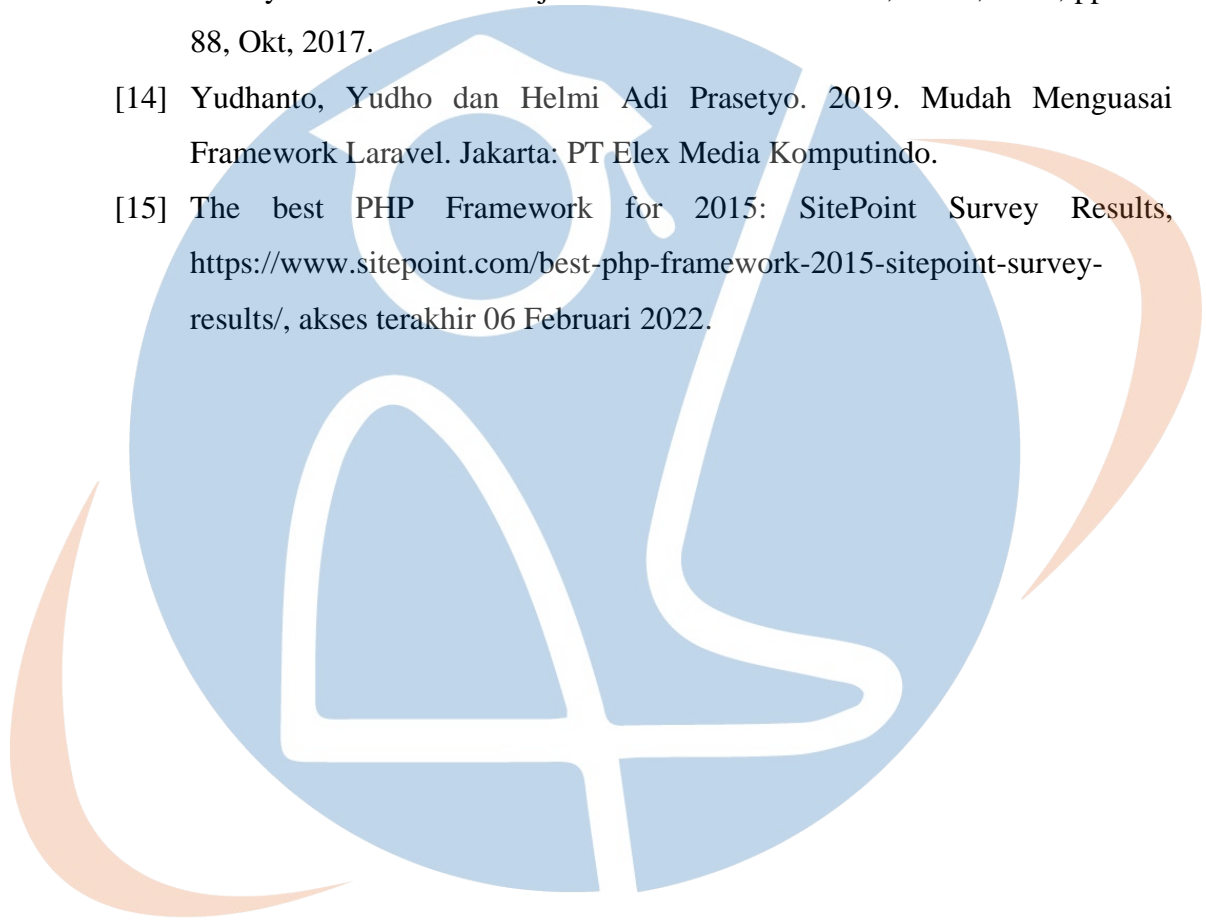 88, Okt, 2017.
[14] Yudhanto, Yudho dan Helmi Adi Prasetyo. 2019. Mudah Menguasai
Framework Laravel. Jakarta: PT Elex Media Komputindo.
[15] The best PHP Framework for 2015: SitePoint Survey Results,
https://www.sitepoint.com/best-php-framework-2015-sitepoint-survey-
results/, akses terakhir 06 Februari 2022.